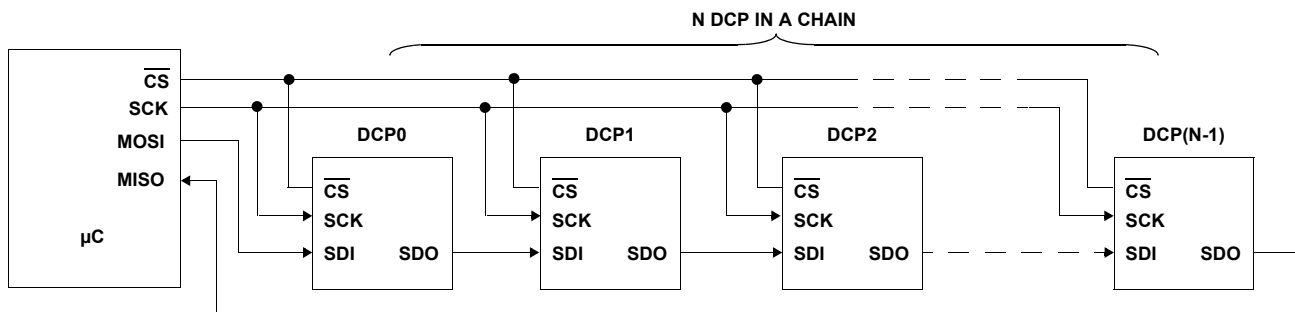 N DCP IN A CHAIN
CS
SCK
MOSI
MISO
µC
DCP0
CS
SCK
SDI SDO
DCP1
CS
SCK
SDI SDO
DCP2
CS
SCK
SDI SDO
DCP(N-1)
CS
SCK
SDI SDO